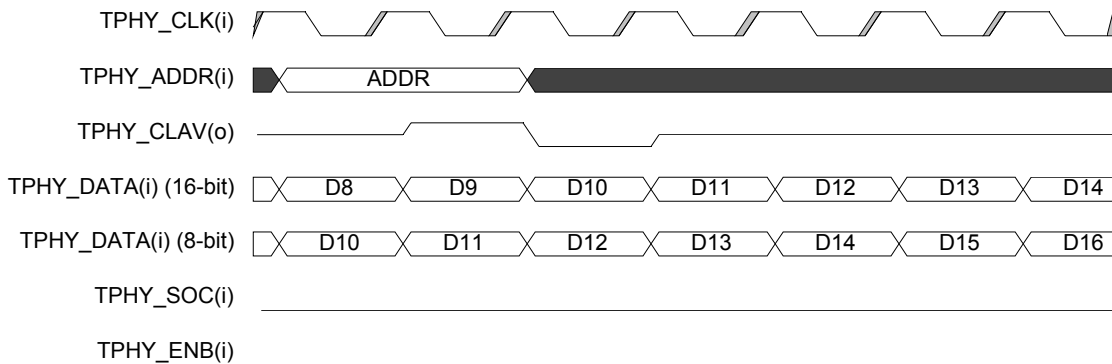 TPHY_CLK(i)
TPHY_ADDR(i) ADDR
TPHY_CLAV(o)
TPHY_DATA(i) (16-bit) D8 D9 D10 D11 D12 D13 D14
TPHY_DATA(i) (8-bit) D10 D11 D12 D13 D14 D15 D16
TPHY_SOC(i)
TPHY_ENB(i)